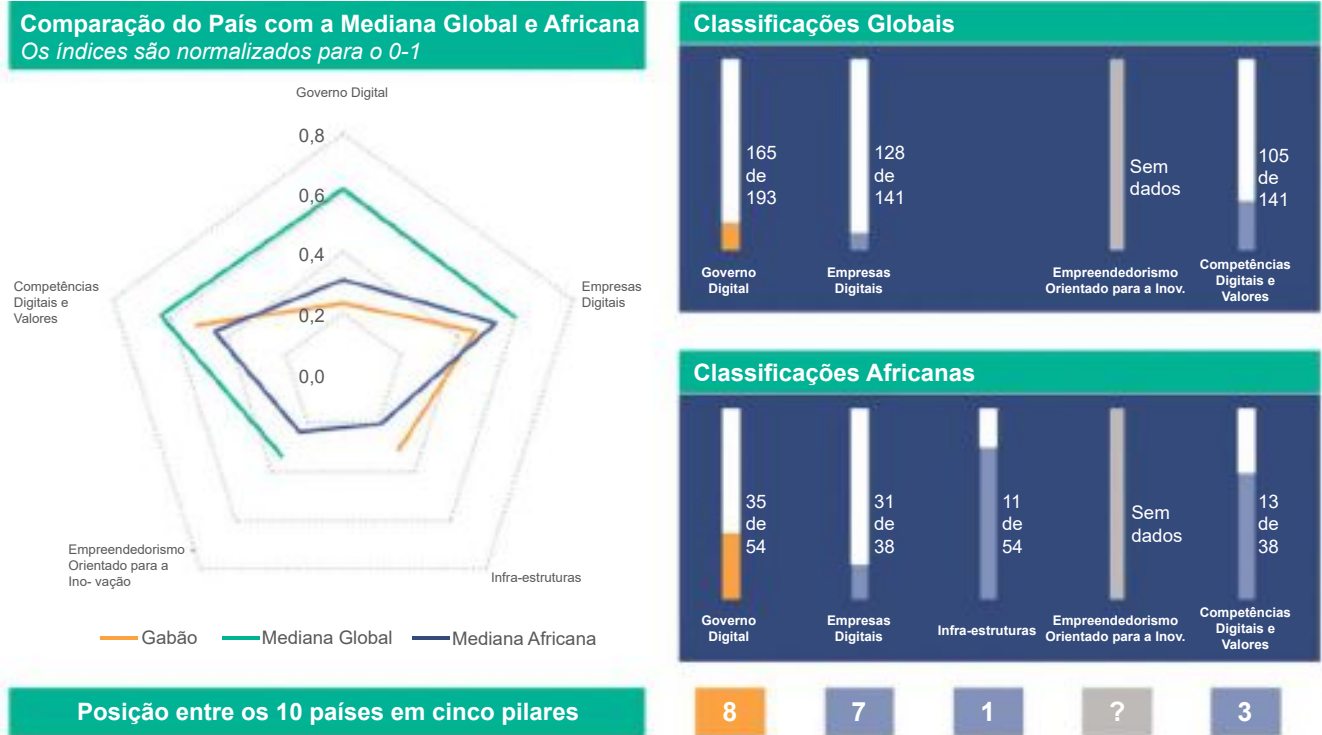 Comparação do País com a Mediana Global e Africana
Os índices são normalizados para o 0-1
Governo Digital
0,8
0,6
0,4
0,2
0,0
Competências
Digitais e
Valores
Empresas
Digitais
Empreendedorismo
Orientado para a
Ino- vação
Infra-estruturas
Gabão
Mediana Global
Mediana Africana
Classificações Globais
165
de
193
128
de
141
Sem
dados
105
de
141
Governo
Digital
Empresas
Digitais
Empreendedorismo
Orientado para a Inov.
Competências
Digitais e
Valores
Classificações Africanas
35
de
54
31
de
38
11
de
54
Sem
dados
13
de
38
Governo
Digital
Empresas
Digitais
Infra-estruturas
Empreendedorismo
Orientado para a Inov.
Competências
Digitais e
Valores
Posição entre os 10 países em cinco pilares
8
7
1
?
3